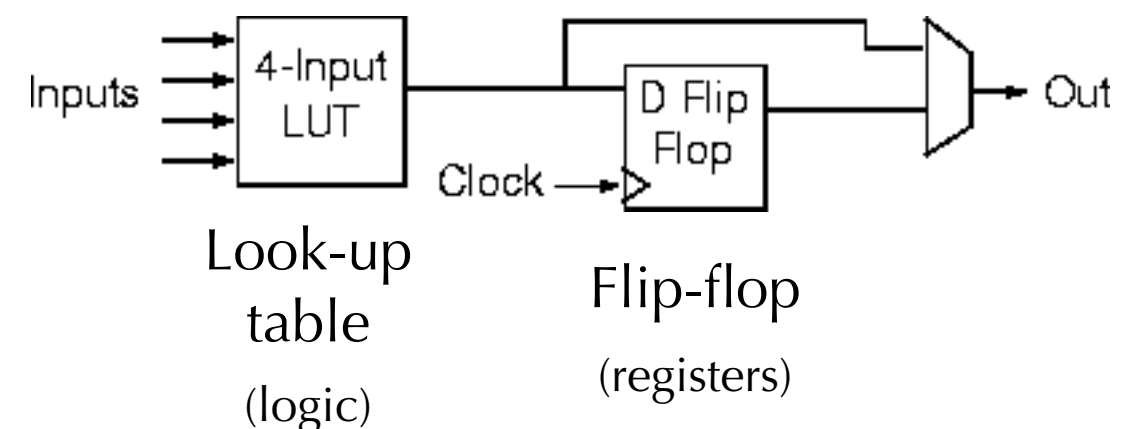 Inputs
4-Input
LUT
D Flip
Flop
Clock
Out
Look-up
table
(logic)
Flip-flop
(registers)